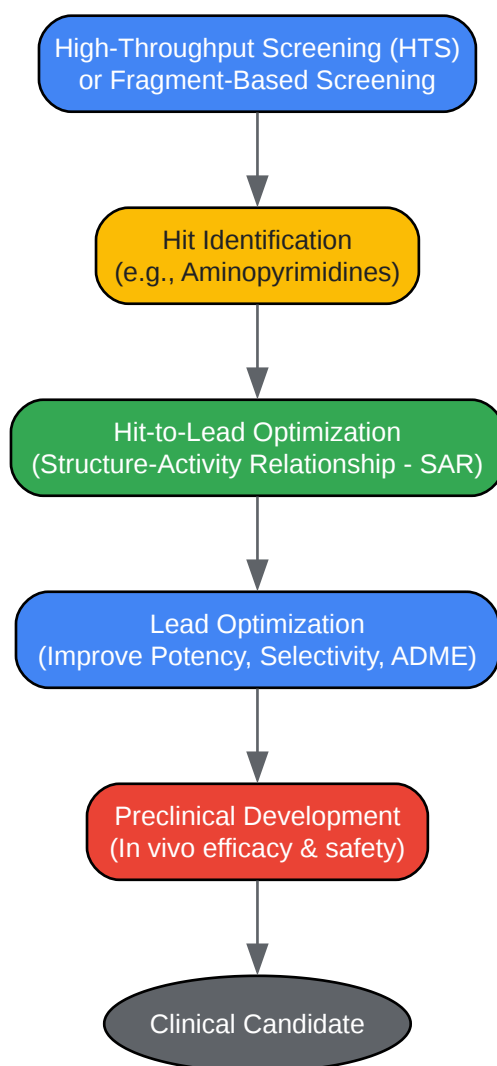 High-Throughput Screening (HTS)
or Fragment-Based Screening
Hit Identification
(e.g., Aminopyrimidines)
Hit-to-Lead Optimization
(Structure-Activity Relationship - SAR)
Lead Optimization
(Improve Potency, Selectivity, ADME)
Preclinical Development
(In vivo efficacy & safety)
Clinical Candidate